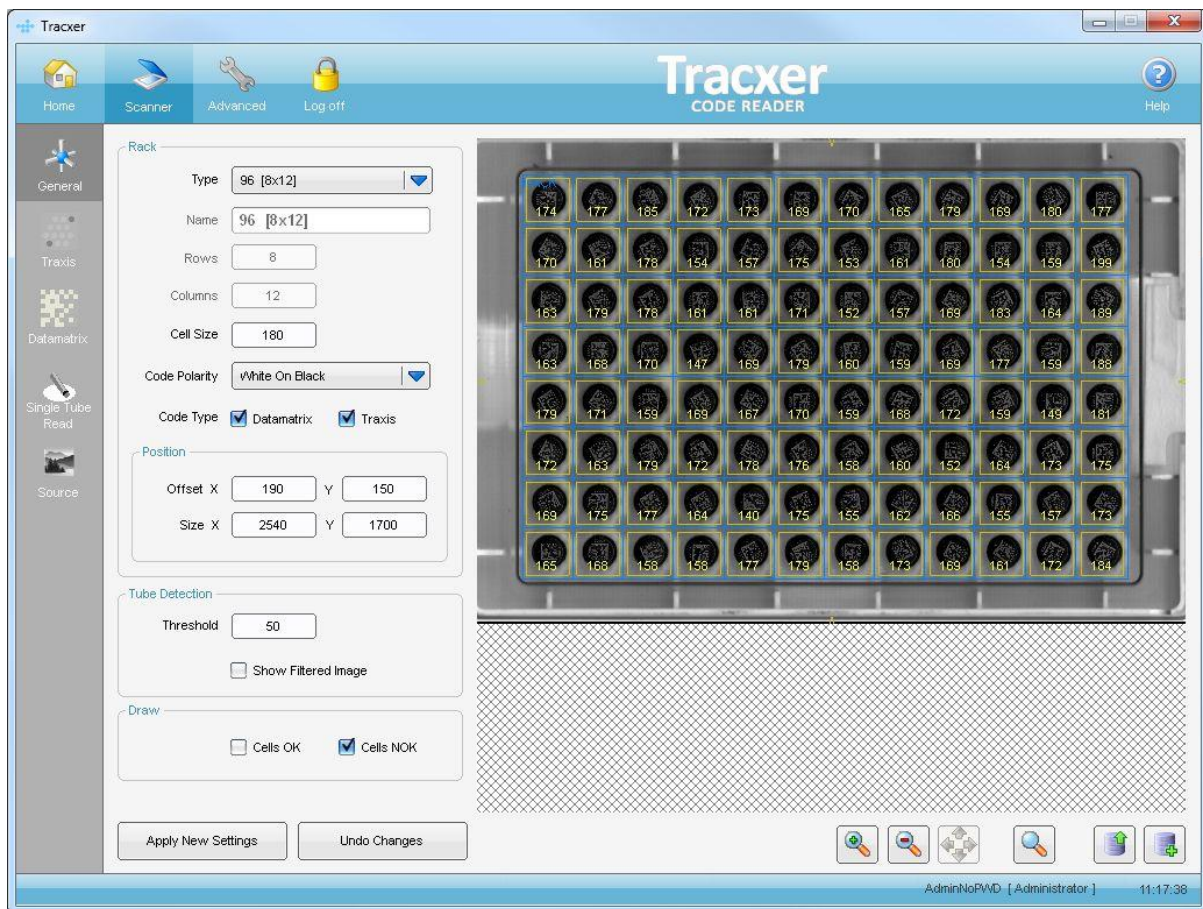 Tracxer
Home
Scanner
Advanced
Log off
Tracxer
CODE READER
Help
General
Traxis
Datamatrix
Single Tube
Read
Source
Rack
Type 96 [8x12]
Name 96 [8x12]
Rows 8
Columns 12
Cell Size 180
Code Polarity White On Black
Code Type Datamatrix Traxis
Position
Offset X 190 Y 150
Size X 2540 Y 1700
Tube Detection
Threshold 50
Show Filtered Image
Draw
Cells OK Cells NOK
Apply New Settings Undo Changes
174 177 185 172 173 169 170 165 179 169 180 177
170 161 178 154 157 175 153 161 180 154 159 199
163 179 178 161 161 171 152 157 169 183 164 189
163 168 170 147 169 179 160 159 169 177 159 188
179 171 159 169 167 170 159 168 172 159 149 181
172 163 179 172 178 176 158 160 152 164 173 175
169 175 177 164 140 175 155 162 166 155 157 173
165 168 158 158 177 179 158 173 169 161 172 184
AdminNoPWD [ Administrator ] 11:17:38